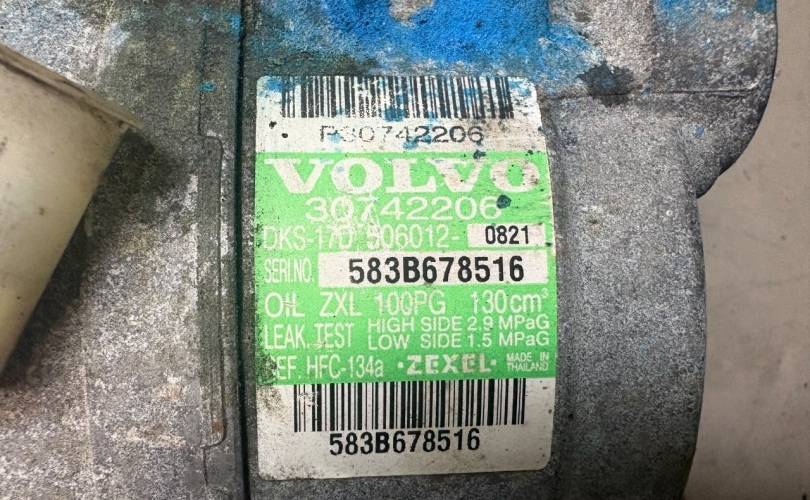 P30742206
VOLVO
30742206
DKS-17D 506012- 0821
SERI.NO. 583B678516
OIL ZXL 100PG 130cm³
LEAK. TEST HIGH SIDE 2.9 MPaG
LOW SIDE 1.5 MPaG
REF. HFC-134a ·ZEXEL· MADE IN THAILAND
583B678516